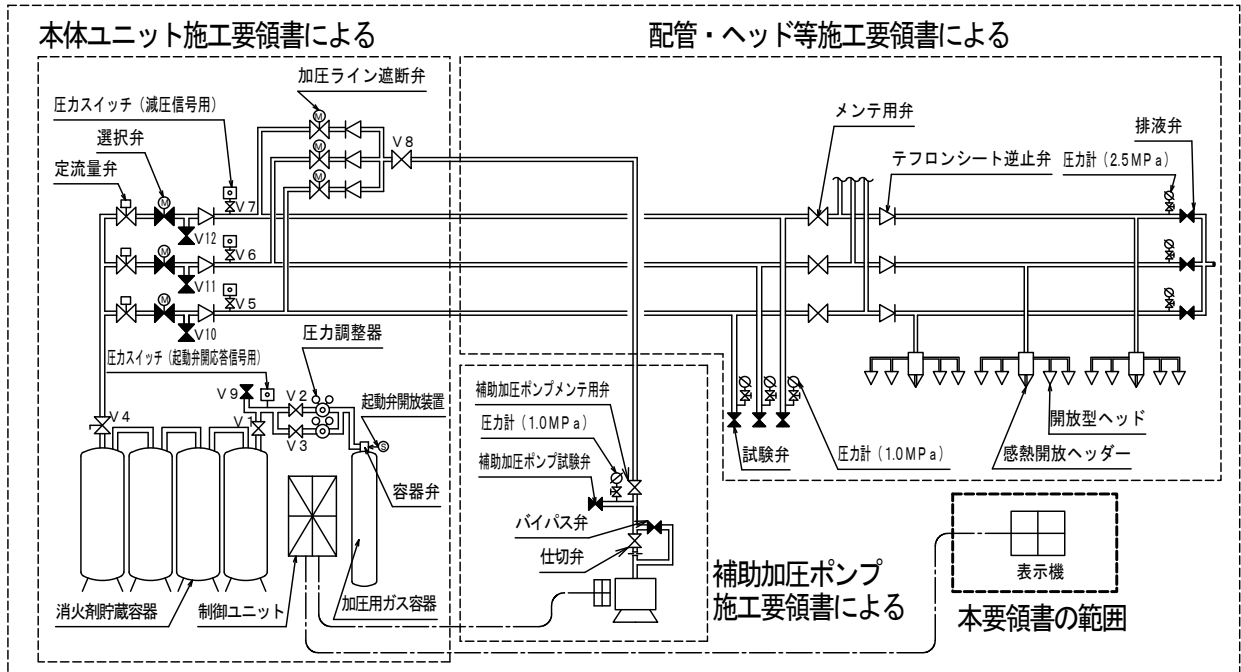 本体ユニット施工要領書による
配管・ヘッド等施工要領書による
加圧ライン遮断弁
圧力スイッチ（減圧信号用）
選択弁
定流量弁
M
M
M
V8
メンテ用弁
テフロンシート逆止弁
圧力計（2.5MPa）
排液弁
M
V7
V12
M
V6
V11
M
V5
V10
圧力調整器
圧力スイッチ（起動弁開応答信号用）
V9
V2
起動弁開放装置
V4
V1
V3
S
容器弁
消火剤貯蔵容器
制御ユニット
加圧用ガス容器
補助加圧ポンプメンテ用弁
圧力計（1.0MPa）
補助加圧ポンプ試験弁
バイパス弁
仕切弁
試験弁
圧力計（1.0MPa）
開放型ヘッド
感熱開放ヘッダー
補助加圧ポンプ
施工要領書による
表示機
本要領書の範囲